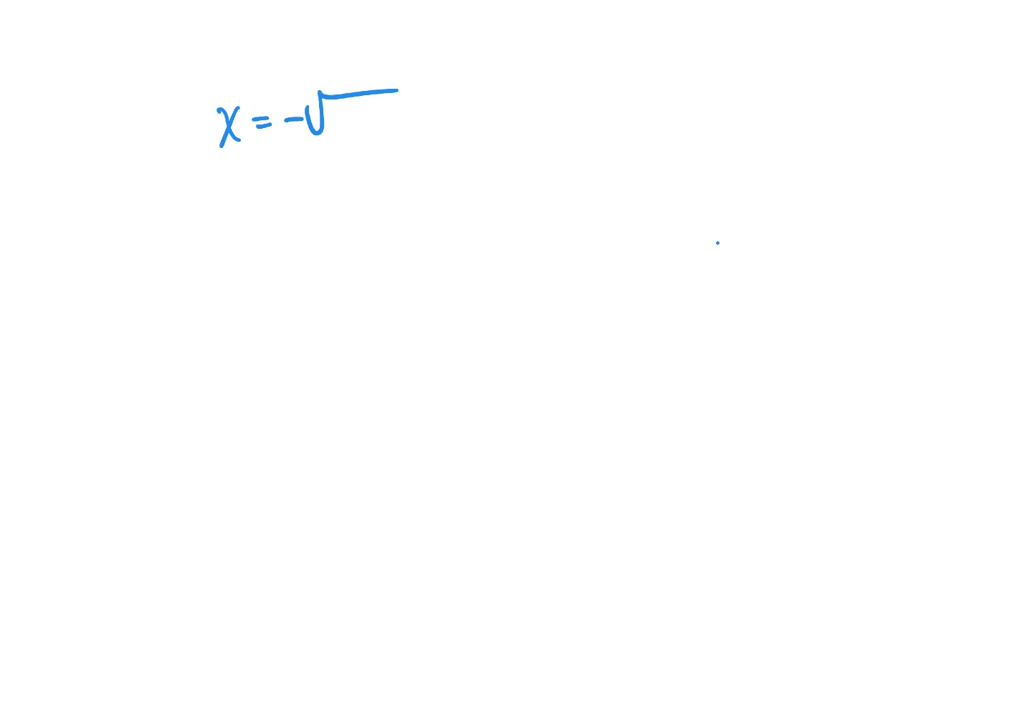 x = -√